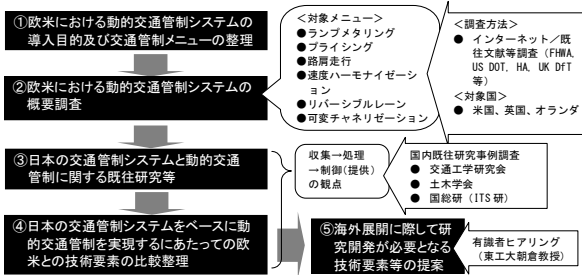 ①欧米における動的交通管制システムの
導入目的及び交通管制メニューの整理
②欧米における動的交通管制システムの
概要調査
③日本の交通管制システムと動的交通
管制に関する既往研究等
④日本の交通管制システムをベースに動
的交通管制を実現するにあたっての欧
米との技術要素の比較整理
<対象メニュー>
● ランプメタリング
● プライシング
● 路肩走行
● 速度ハーモナイゼーシ
ョン
● リバーシブルレーン
● 可変チャネリゼーション
<調査方法>
● インターネット/既
往文献等調査(FHWA,
US DOT, HA, UK DfT
等)
<対象国>
● 米国、英国、オランダ
収集→処理
→制御(提供)
の観点
国内既往研究事例調査
● 交通工学研究会
● 土木学会
● 国総研(ITS研)
⑤海外展開に際して研
究開発が必要となる
技術要素等の提案
有識者ヒアリング
(東工大朝倉教授)